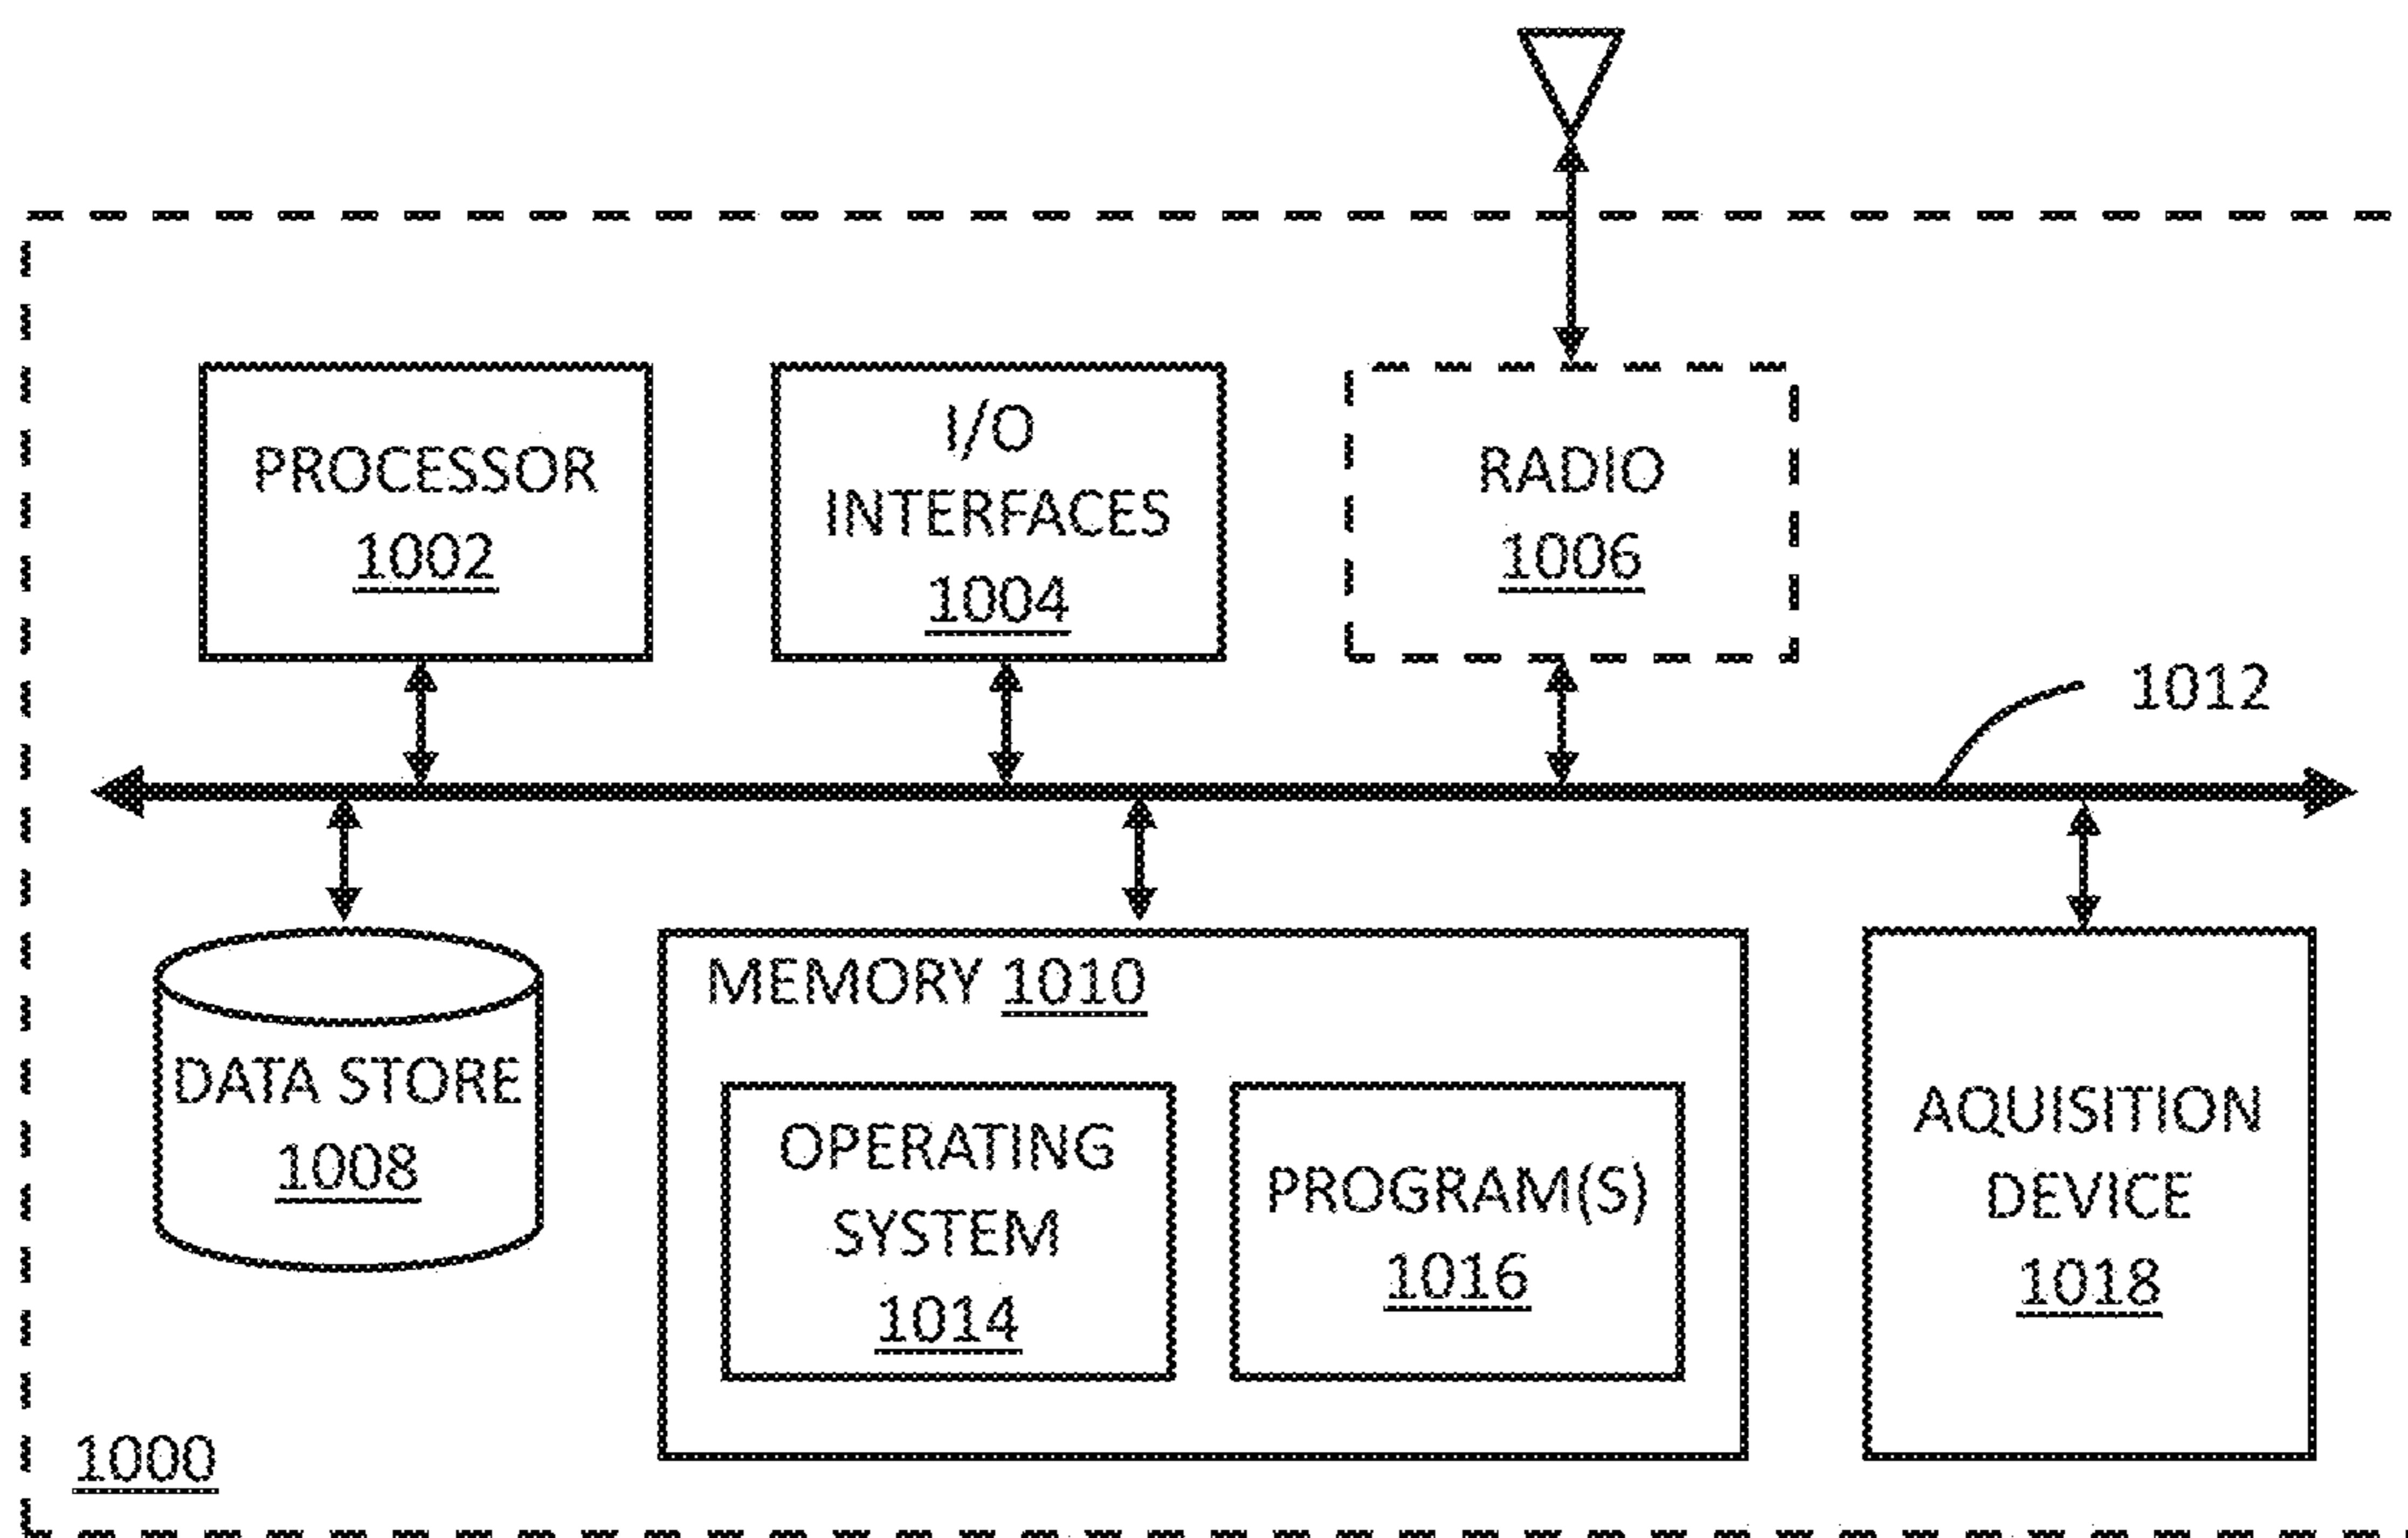 PROCESSOR
1002
I/O
INTERFACES
1004
RADIO
1006
1012
DATA STORE
1008
MEMORY 1010
OPERATING
SYSTEM
1014
PROGRAM(S)
1016
AQUISITION
DEVICE
1018
1000